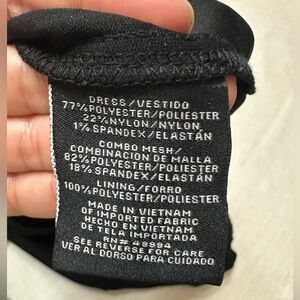 DRESS/VESTIDO
77%POLYESTER/POLIESTER
22%NYLON/NYLON,
1% SPANDEX/ELASTÁN
COMBO MESH/
COMBINACIÓN DE MALLA
82%POLYESTER/POLIESTER
18% SPANDEX/ELASTÁN
LINING/FORRO
100%POLYESTER/POLIESTER
MADE IN VIETNAM
OF IMPORTED FABRIC
HECHO EN VIETNAM
DE TELA IMPORTADA
RN# 49994
SEE REVERSE FOR CARE
VER AL DORSO PARA CUIDADO